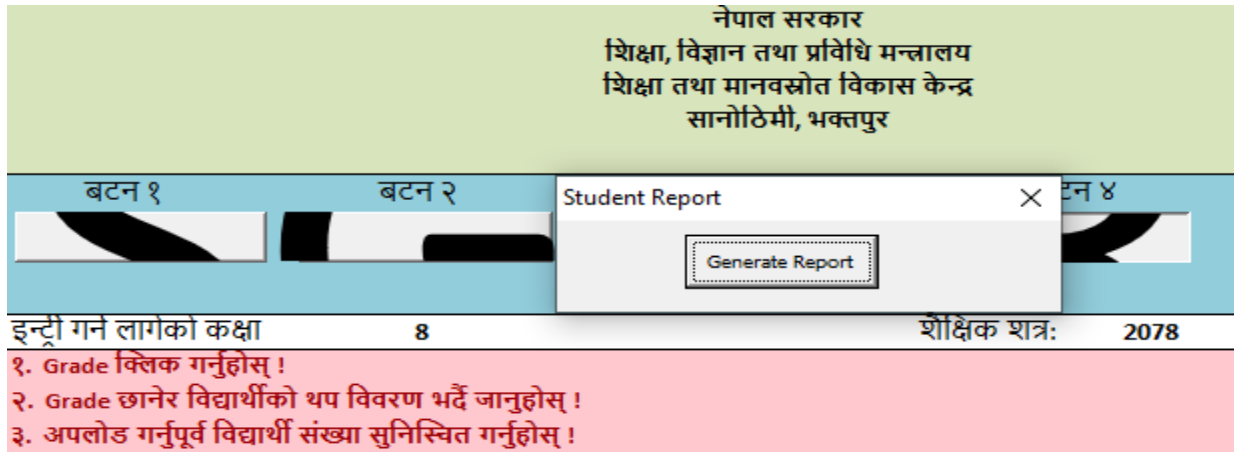 नेपाल सरकार
शिक्षा, विज्ञान तथा प्रविधि मन्त्रालय
शिक्षा तथा मानवस्रोत विकास केन्द्र
सानोठिमी, भक्तपुर
बटन १ बटन २ टन ४
Student Report
Generate Report
इन्ट्री गर्न लागेको कक्षा 8 शैक्षिक शत्र: 2078
१. Grade क्लिक गर्नुहोस् !
२. Grade छानेर विद्यार्थीको थप विवरण भर्दै जानुहोस् !
३. अपलोड गर्नुपूर्व विद्यार्थी संख्या सुनिस्चित गर्नुहोस् !